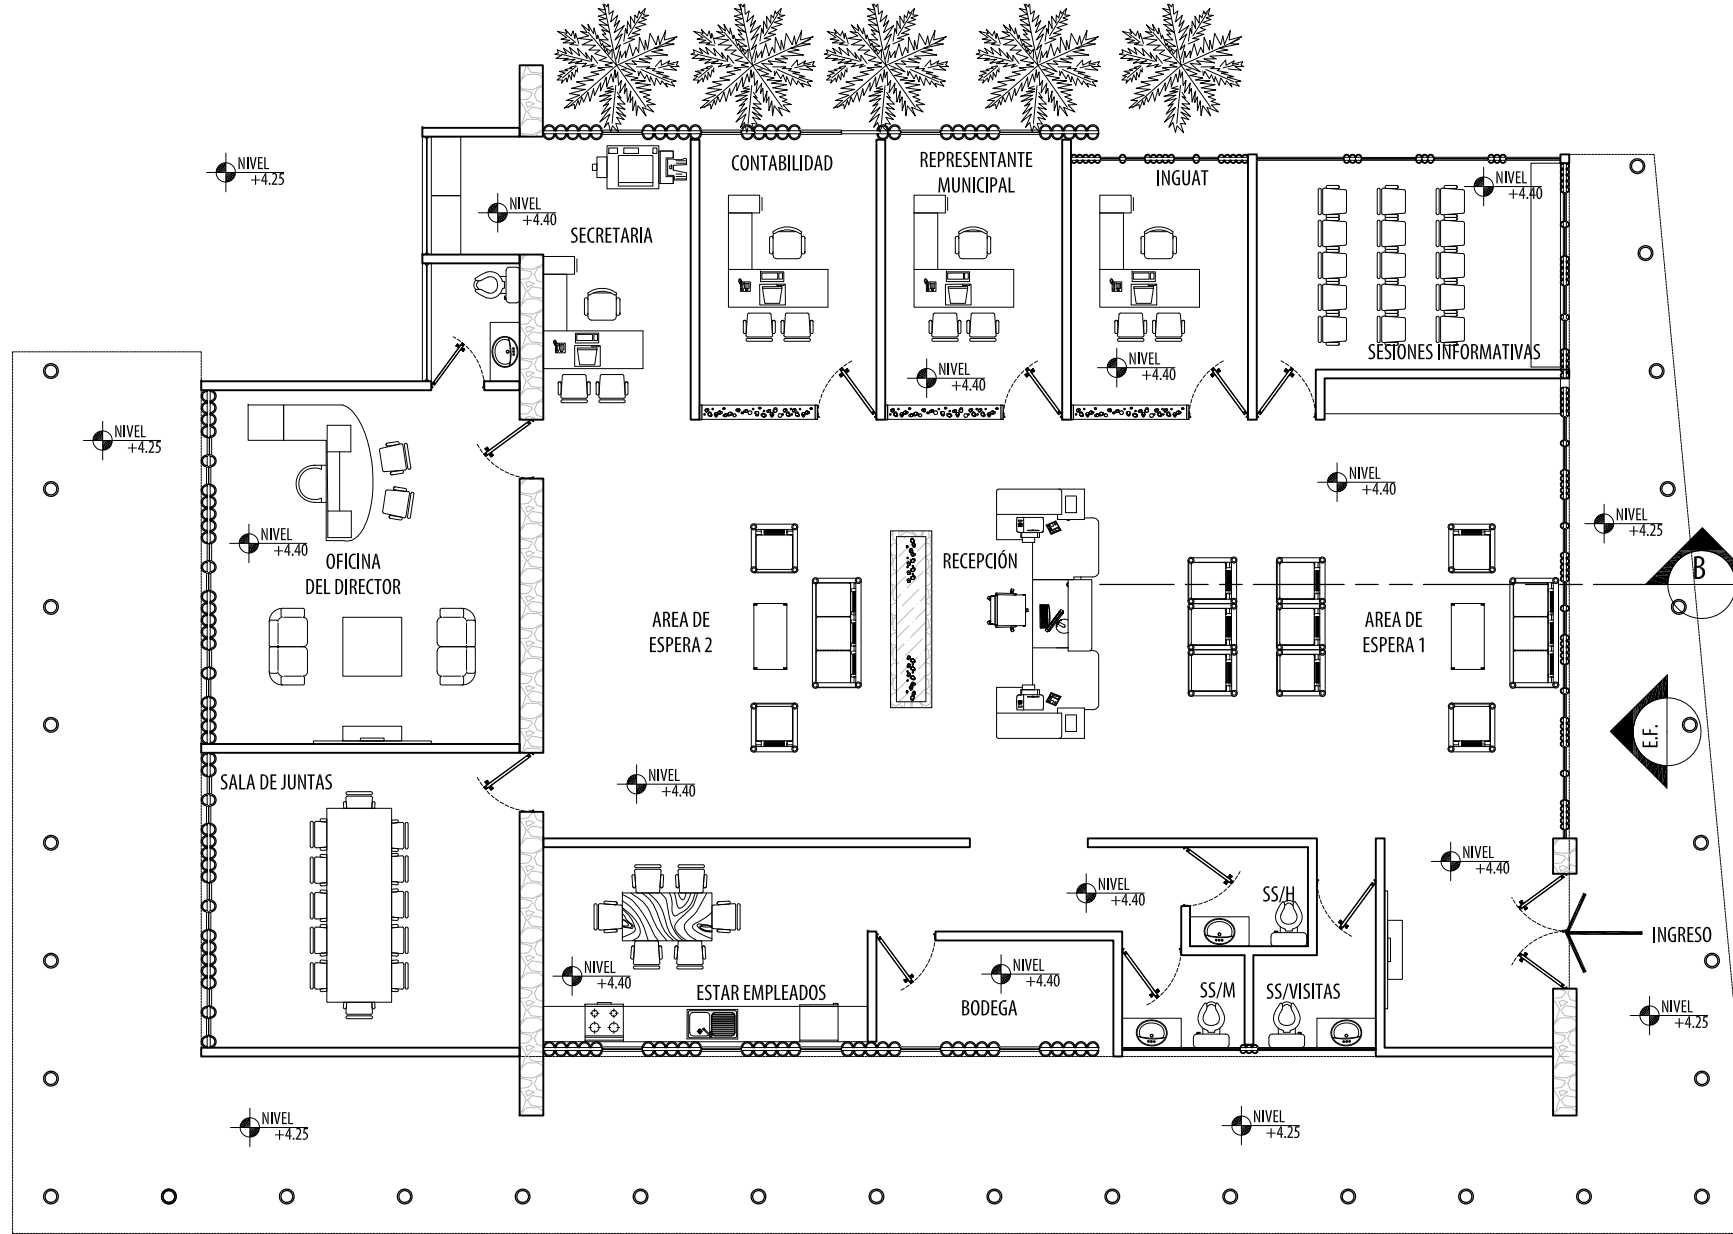 CONTABILIDAD
REPRESENTANTE
MUNICIPAL
INGUAT
NIVEL
+4.25
NIVEL
+4.40
NIVEL
+4.40
SECRETARIA
SESIONES INFORMATIVAS
NIVEL
+4.40
NIVEL
+4.40
NIVEL
+4.25
NIVEL
+4.40
NIVEL
+4.25
NIVEL
+4.40
OFICINA
DEL DIRECTOR
RECEPCIÓN
B
AREA DE
ESPERA 2
AREA DE
ESPERA 1
E.F.
SALA DE JUNTAS
NIVEL
+4.40
NIVEL
+4.40
NIVEL
+4.40
SS/H
INGRESO
NIVEL
+4.40
NIVEL
+4.40
ESTAR EMPLEADOS
BODEGA
SS/M
SS/VISITAS
NIVEL
+4.25
NIVEL
+4.25
NIVEL
+4.25